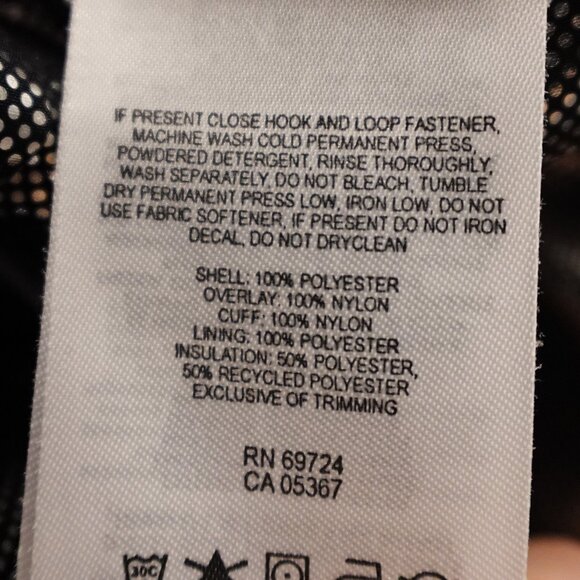 IF PRESENT CLOSE HOOK AND LOOP FASTENER,
MACHINE WASH COLD PERMANENT PRESS,
POWDERED DETERGENT, RINSE THOROUGHLY,
WASH SEPARATELY, DO NOT BLEACH, TUMBLE
DRY PERMANENT PRESS LOW, IRON LOW, DO NOT
USE FABRIC SOFTENER, IF PRESENT DO NOT IRON
DECAL, DO NOT DRYCLEAN
SHELL: 100% POLYESTER
OVERLAY: 100% NYLON
CUFF: 100% NYLON
LINING: 100% POLYESTER
INSULATION: 50% POLYESTER,
50% RECYCLED POLYESTER
EXCLUSIVE OF TRIMMING
RN 69724
CA 05367
30C